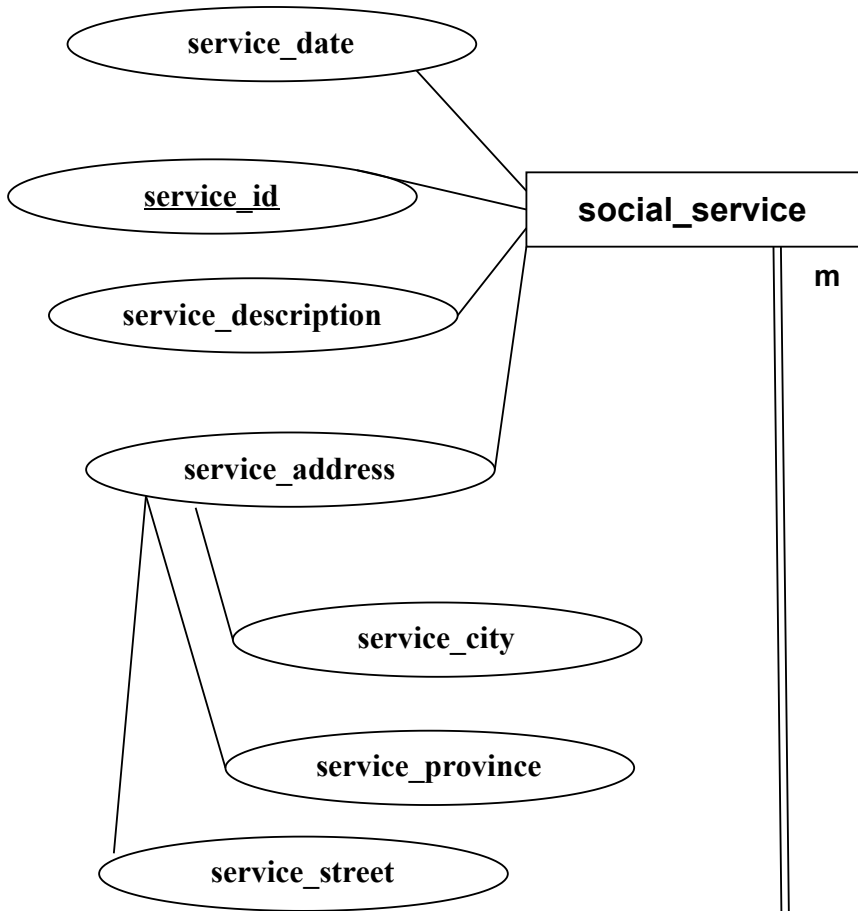 service_date
service_id
social_service
m
service_description
service_address
service_city
service_province
service_street